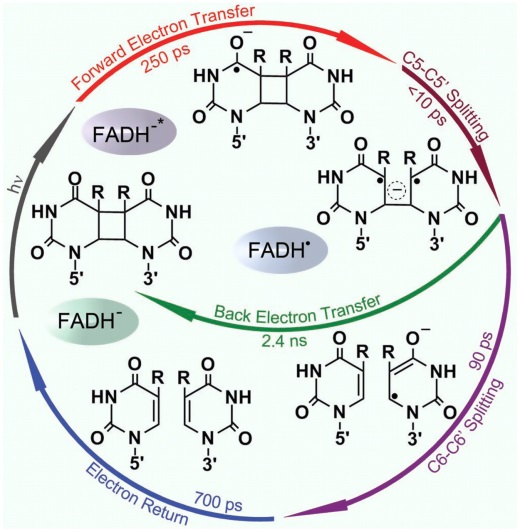 Forward Electron Transfer
250 ps
C5-C5' Splitting
<10 ps
hν
FADH⁻*
O⁻
O
R R
HN
NH
O
N
N
O
5'
3'
O
R
R
O
HN
NH
−
O
N
N
O
5'
3'
O
R R
O
HN
NH
O
N
N
O
5'
3'
FADH•
FADH⁻
Back Electron Transfer
2.4 ns
90 ps
C6-C6' Splitting
O
R
HN
O
N
5'
O⁻
R
NH
N
O
3'
O
R
HN
O
N
5'
R
O
NH
N
O
3'
700 ps
Electron Return